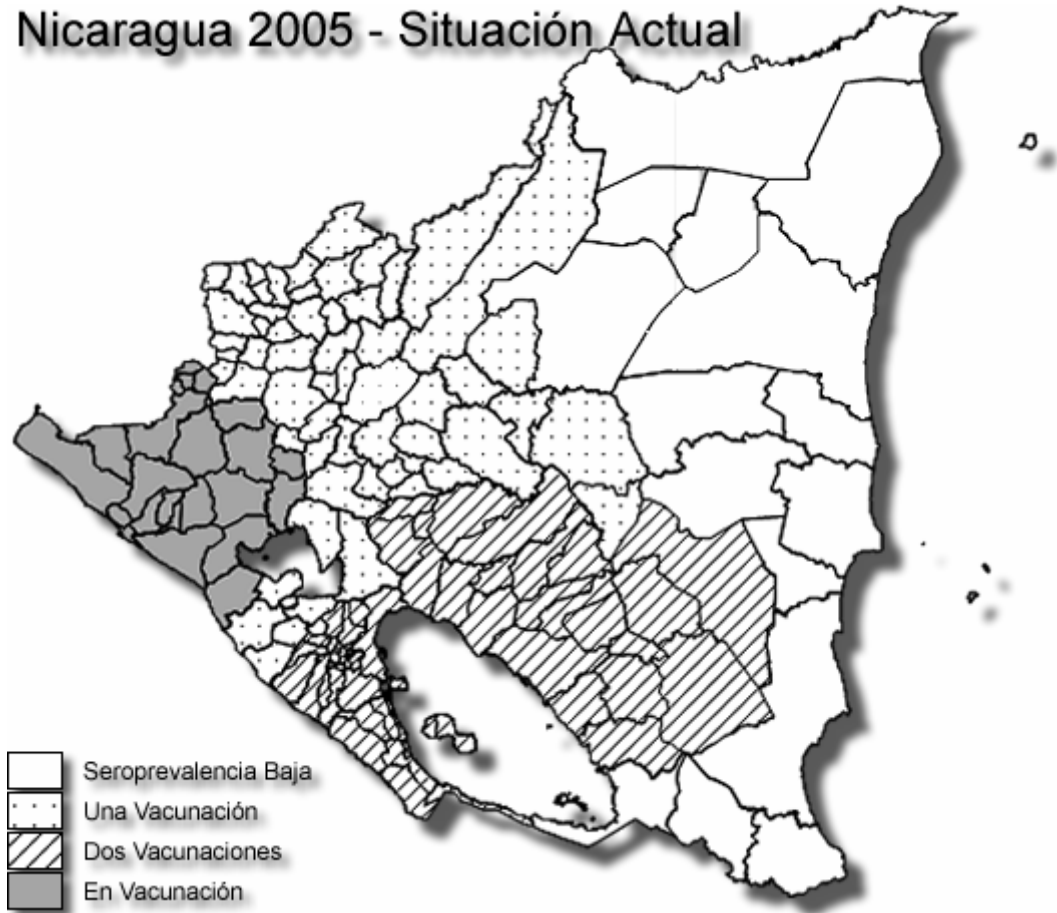 Nicaragua 2005 - Situación Actual
Seroprevalencia Baja
Una Vacunación
Dos Vacunaciones
En Vacunación